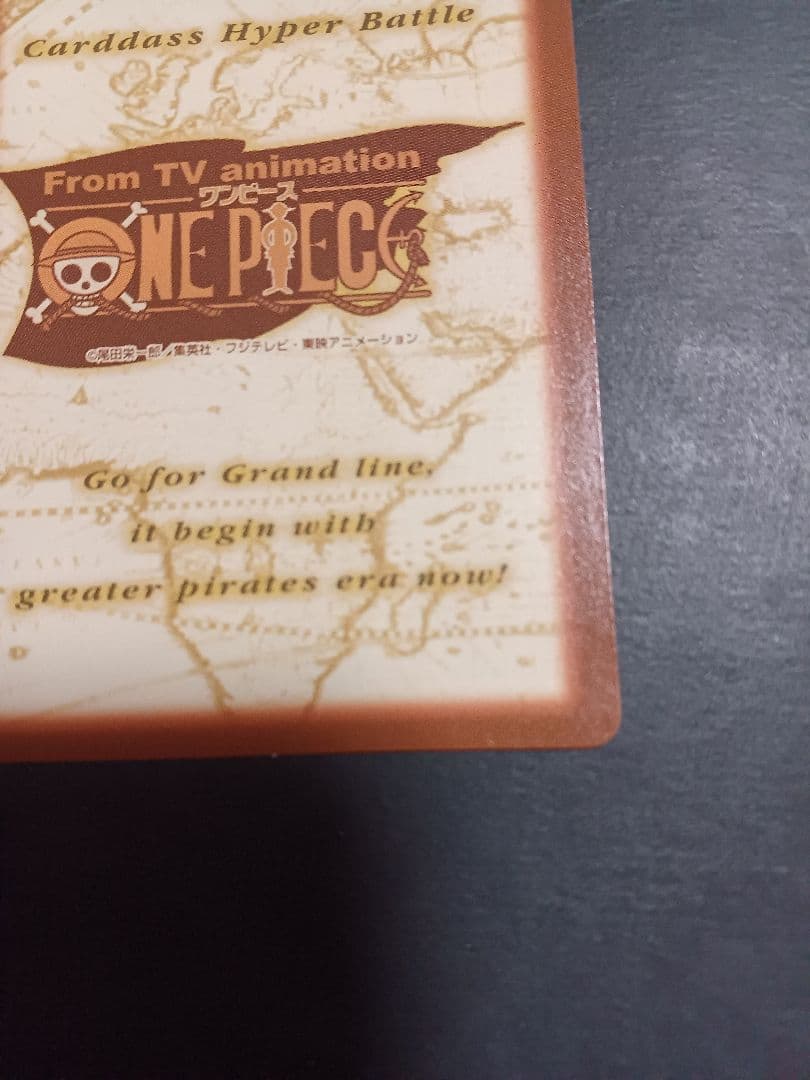 Carddass Hyper Battle
From TV animation
ワンピース
ONE PIECE
©尾田栄一郎／集英社・フジテレビ・東映アニメーション
Go for Grand line,
it begin with
greater pirates era now!